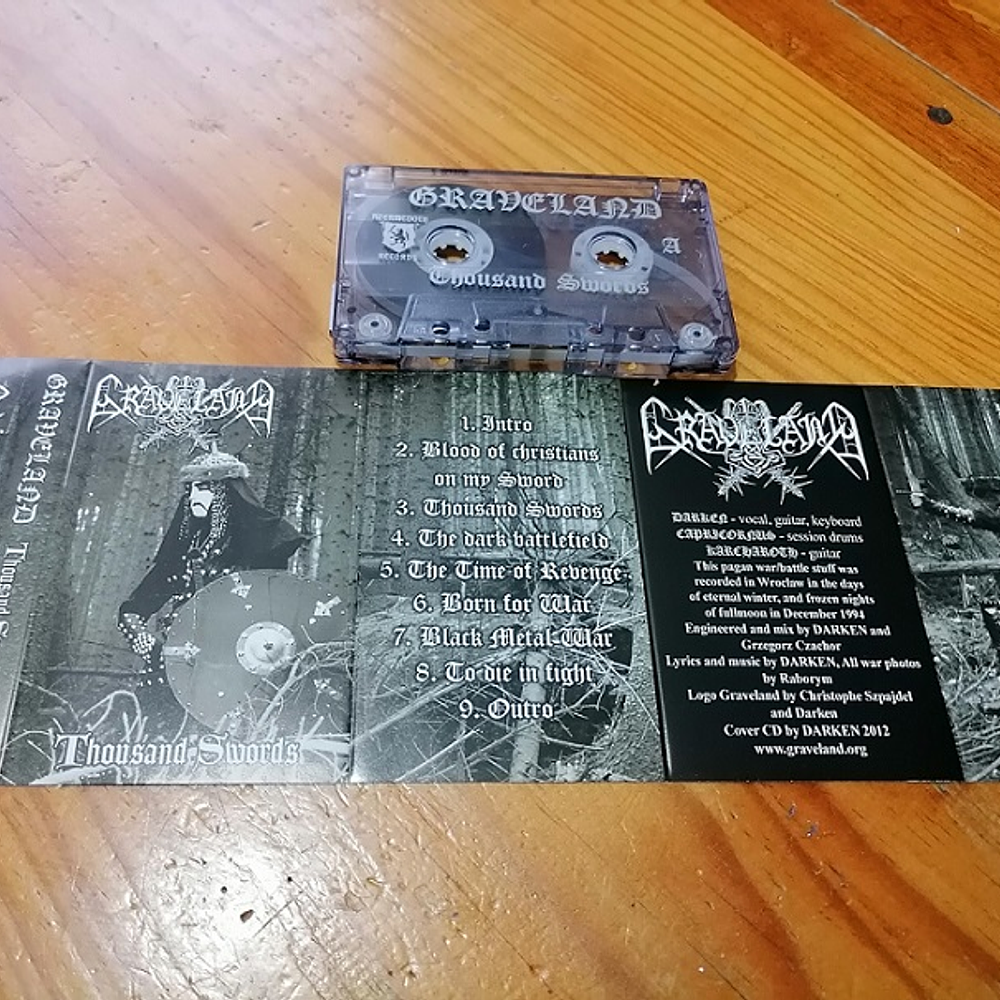 GRAVELAND
RECORDS
A
Thousand Swords
GRAVELAND Thousand S
GRAVELAND
Thousand Swords
1. Intro
2. Blood of christians
on my Sword
3. Thousand Swords
4. The dark battlefield
5. The Time of Revenge
6. Born for War
7. Black Metal War
8. To die in fight
9. Outro
GRAVELAND
DARKEN - vocal, guitar, keyboard
CAPRICORNUS - session drums
KARCHAROTH - guitar
This pagan war/battle stuff was
recorded in Wrocław in the days
of eternal winter, and frozen nights
of fullmoon in December 1994
Engineered and mix by DARKEN and
Grzegorz Czachor
Lyrics and music by DARKEN, All war photos
by Raborym
Logo Graveland by Christophe Szpajdel
and Darken
Cover CD by DARKEN 2012
www.graveland.org